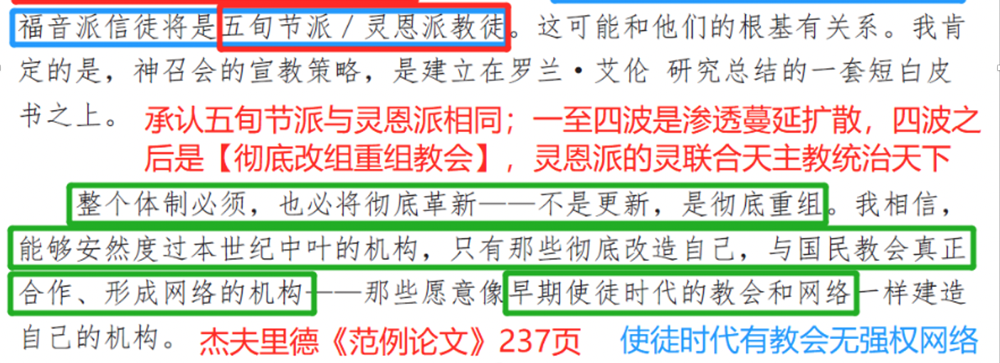 福音派信徒将是五旬节派/灵恩派教徒。这可能和他们的根基有关系。我肯
定的是，神召会的宣教策略，是建立在罗兰·艾伦 研究总结的一套短白皮
书之上。 承认五旬节派与灵恩派相同；一至四波是渗透蔓延扩散，四波之
后是【彻底改组重组教会】，灵恩派的灵联合天主教统治天下
整个体制必须，也必将彻底革新——不是更新，是彻底重组。我相信，
能够安然度过本世纪中叶的机构，只有那些彻底改造自己，与国民教会真正
合作、形成网络的机构——那些愿意像早期使徒时代的教会和网络一样建造
自己的机构。 杰夫里德《范例论文》237页 使徒时代有教会无强权网络